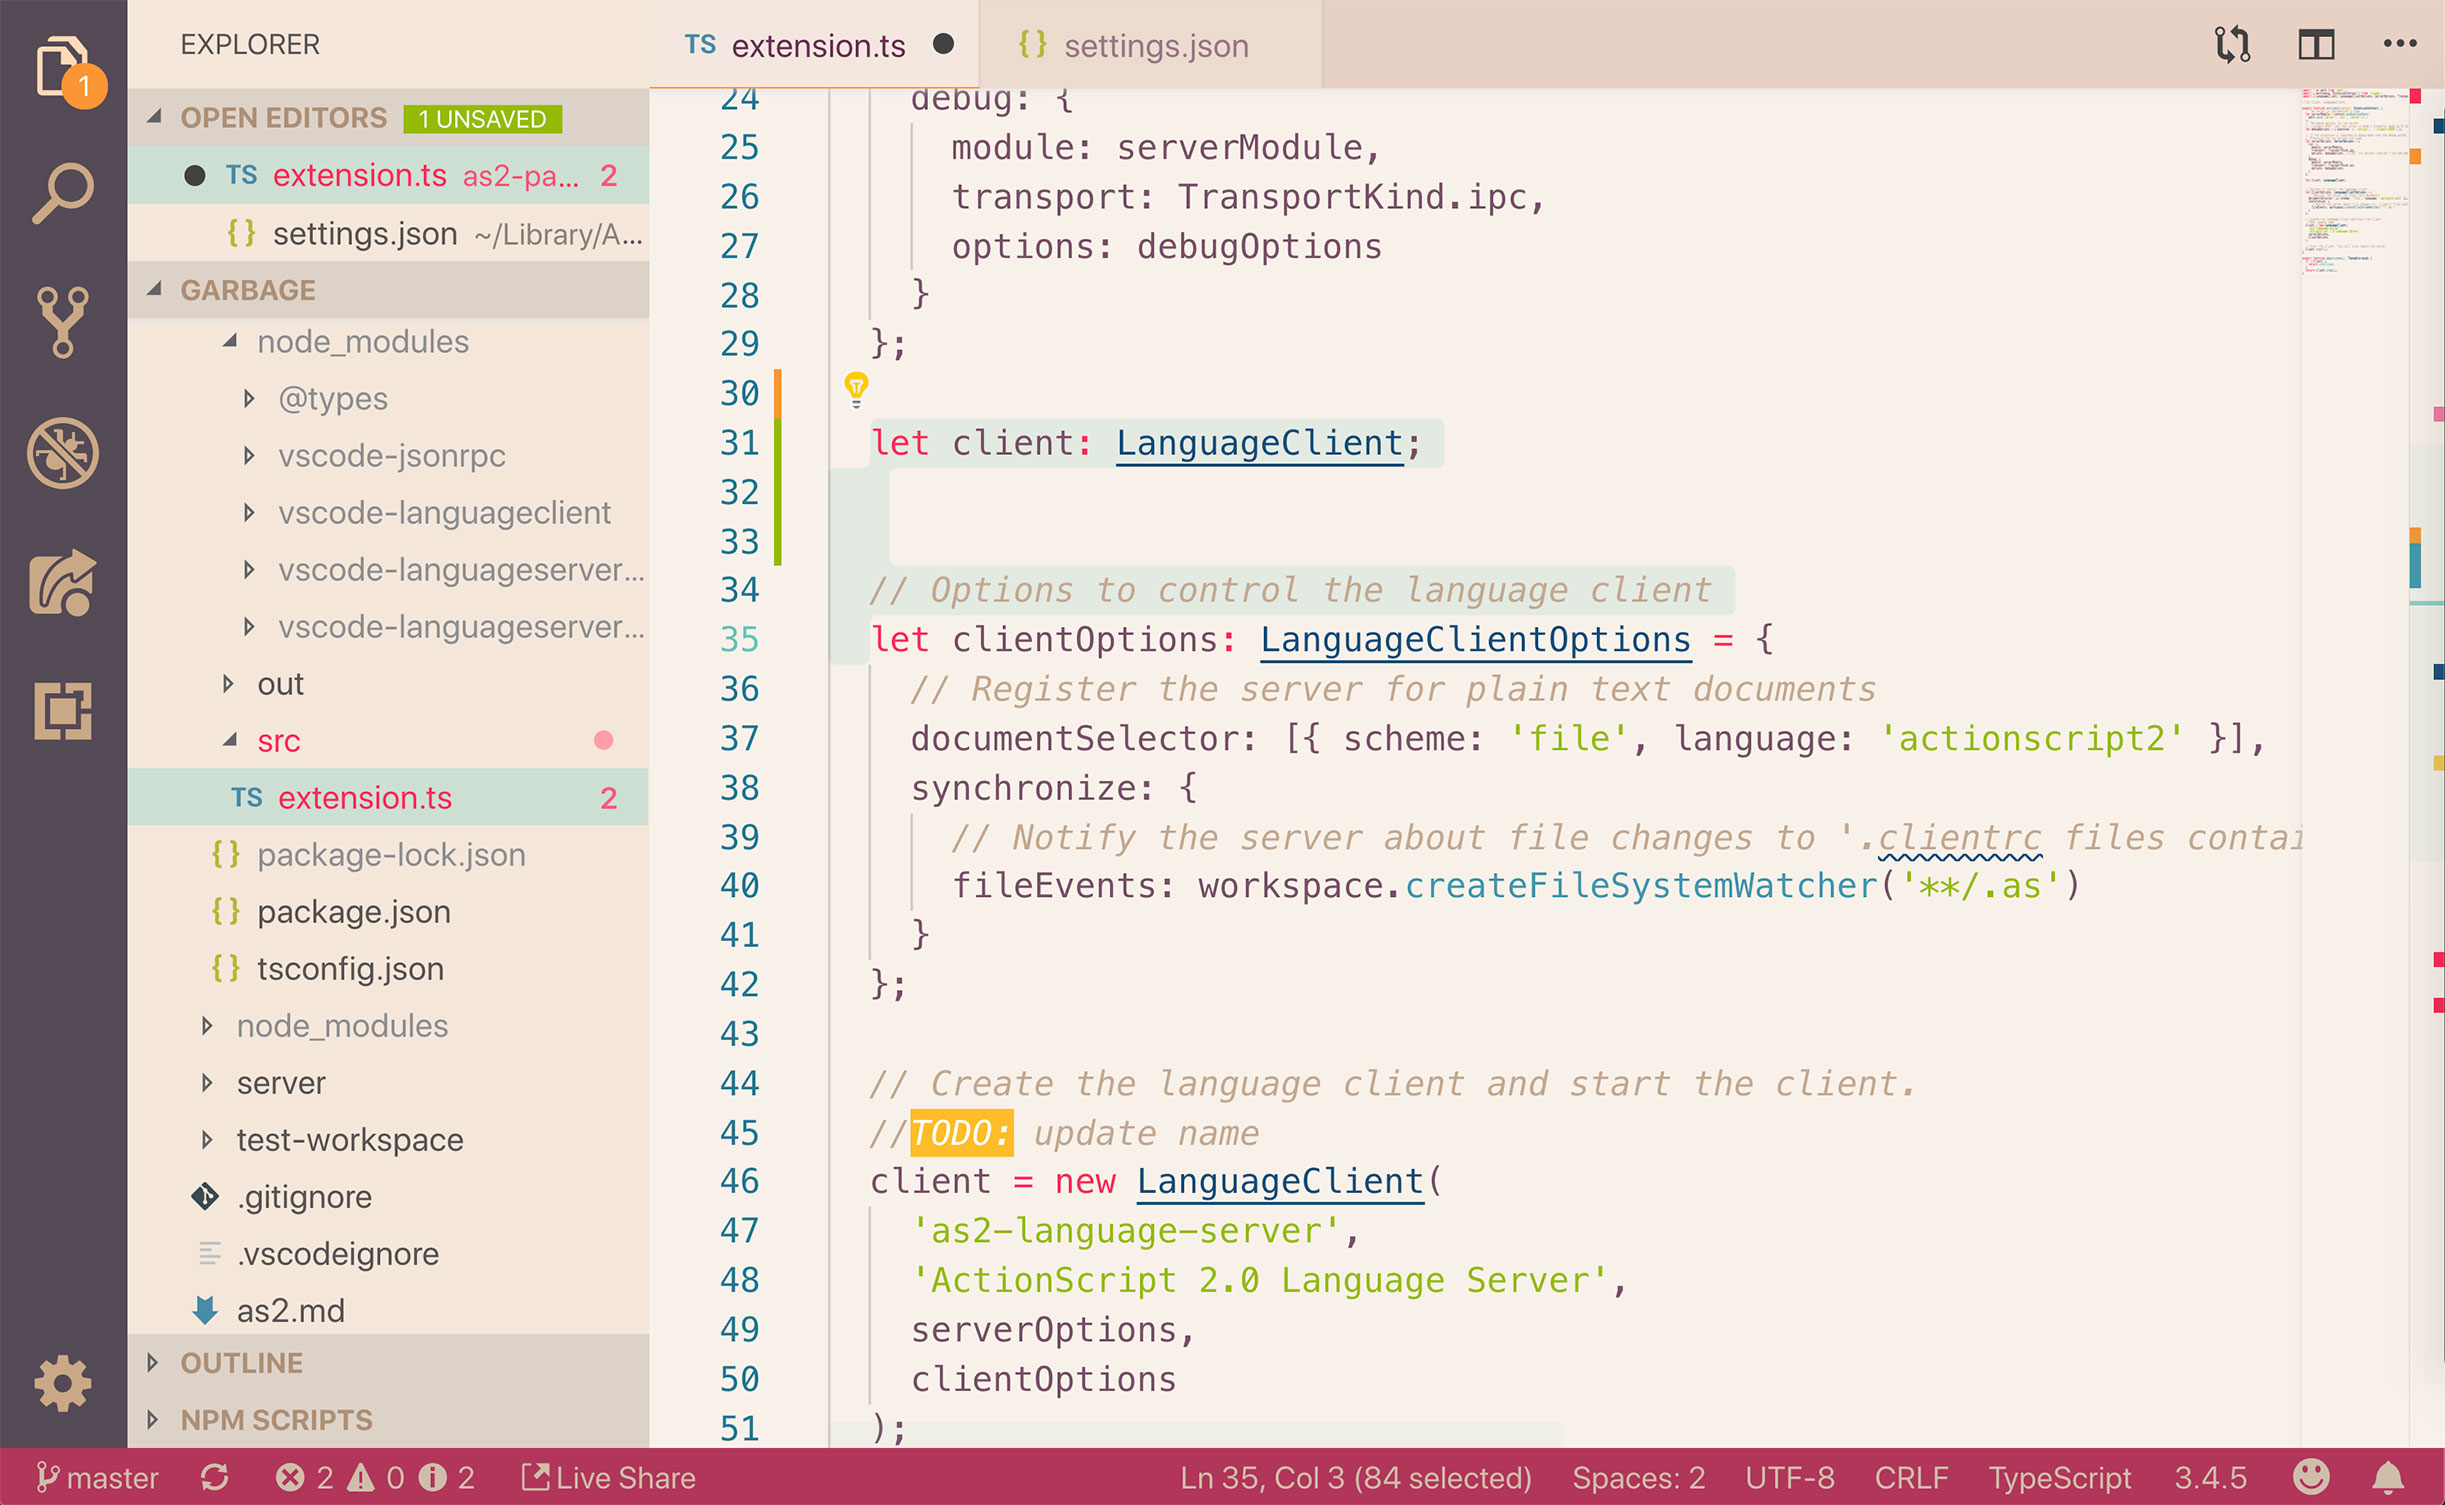 EXPLORER
TS extension.ts
{} settings.json
OPEN EDITORS 1 UNSAVED
TS extension.ts as2-pa... 2
{} settings.json ~/Library/A...
GARBAGE
node_modules
@types
vscode-jsonrpc
vscode-languageclient
vscode-languageserver...
vscode-languageserver...
out
src
TS extension.ts 2
{} package-lock.json
{} package.json
{} tsconfig.json
node_modules
server
test-workspace
.gitignore
.vscodeignore
as2.md
OUTLINE
NPM SCRIPTS
1
24 debug: {
25 module: serverModule,
26 transport: TransportKind.ipc,
27 options: debugOptions
28 }
29 };
30
31 let client: LanguageClient;
32
33
34 // Options to control the language client
35 let clientOptions: LanguageClientOptions = {
36 // Register the server for plain text documents
37 documentSelector: [{ scheme: 'file', language: 'actionscript2' }],
38 synchronize: {
39 // Notify the server about file changes to '.clientrc files contai
40 fileEvents: workspace.createFileSystemWatcher('**/.as')
41 }
42 };
43
44 // Create the language client and start the client.
45 //TODO: update name
46 client = new LanguageClient(
47 'as2-language-server',
48 'ActionScript 2.0 Language Server',
49 serverOptions,
50 clientOptions
51 );
master 2 0 2 Live Share Ln 35, Col 3 (84 selected) Spaces: 2 UTF-8 CRLF TypeScript 3.4.5